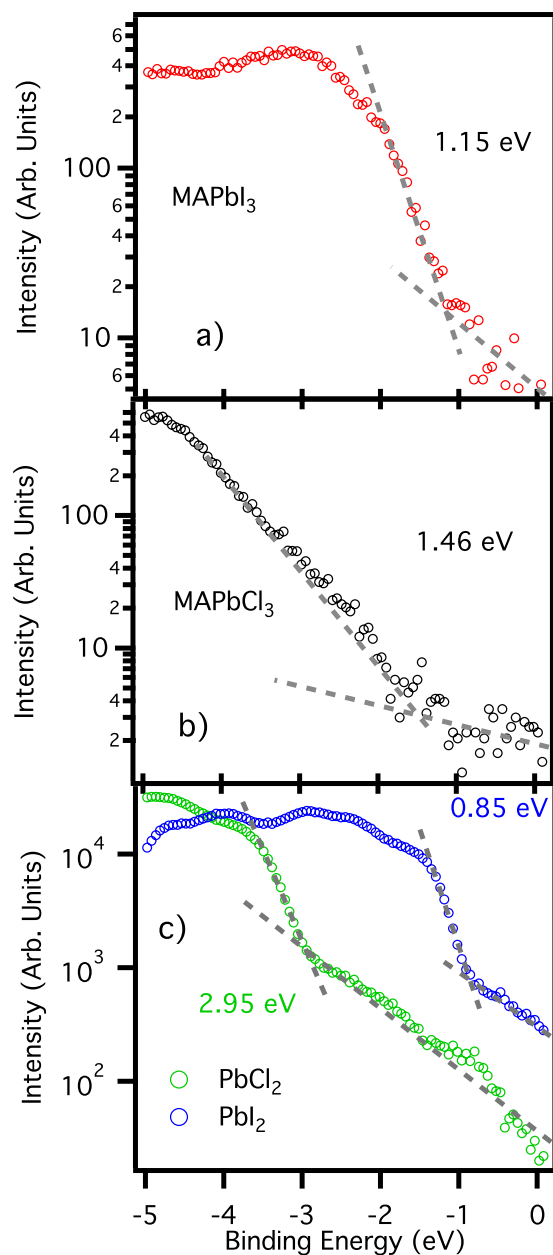 6
4
2
100
6
4
2
10
6
Intensity (Arb. Units)
MAPbI3
1.15 eV
a)
4
2
100
4
2
10
4
2
Intensity (Arb. Units)
MAPbCl3
1.46 eV
b)
10^4
10^3
10^2
Intensity (Arb. Units)
0.85 eV
c)
2.95 eV
PbCl2
PbI2
-5 -4 -3 -2 -1 0
Binding Energy (eV)